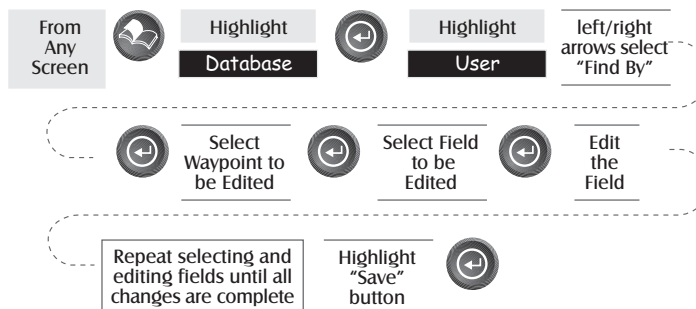 From
Any
Screen
Highlight
Database
Highlight
User
left/right
arrows select
“Find By”
Select
Waypoint to
be Edited
Select Field
to be
Edited
Edit
the
Field
Repeat selecting and
editing fields until all
changes are complete
Highlight
“Save”
button